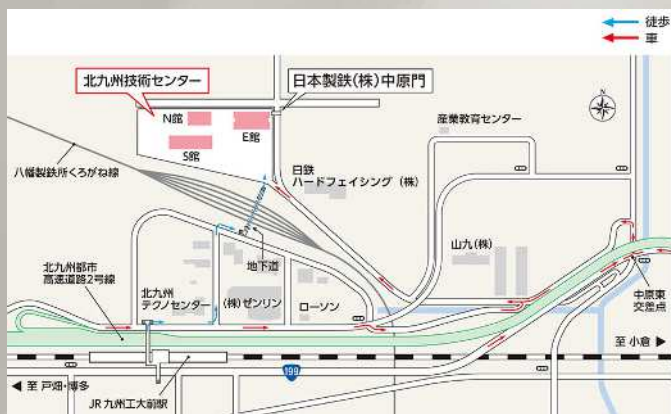 徒歩
車
北九州技術センター
日本製鉄(株)中原門
N館
E館
S館
産業教育センター
N
八幡製鉄所くろがね線
日鉄
ハードフェイシング(株)
地下道
山九(株)
北九州都市
高速道路2号線
北九州
テクノセンター
(株)ゼンリン
ローソン
中原東
交差点
至 小倉 ▶
199
◀ 至 戸畑・博多
JR 九州工大前駅